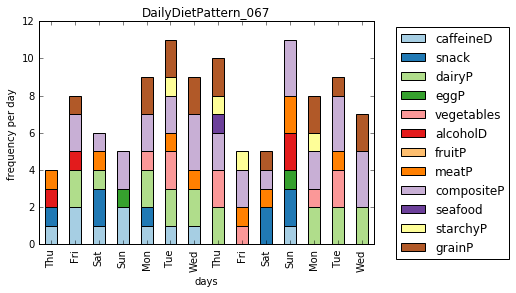 DailyDietPattern_067
frequency per day
12
10
8
6
4
2
0
Thu Fri Sat Sun Mon Tue Wed Thu Fri Sat Sun Mon Tue Wed
days
caffeineD
snack
dairyP
eggP
vegetables
alcoholD
fruitP
meatP
compositeP
seafood
starchyP
grainP